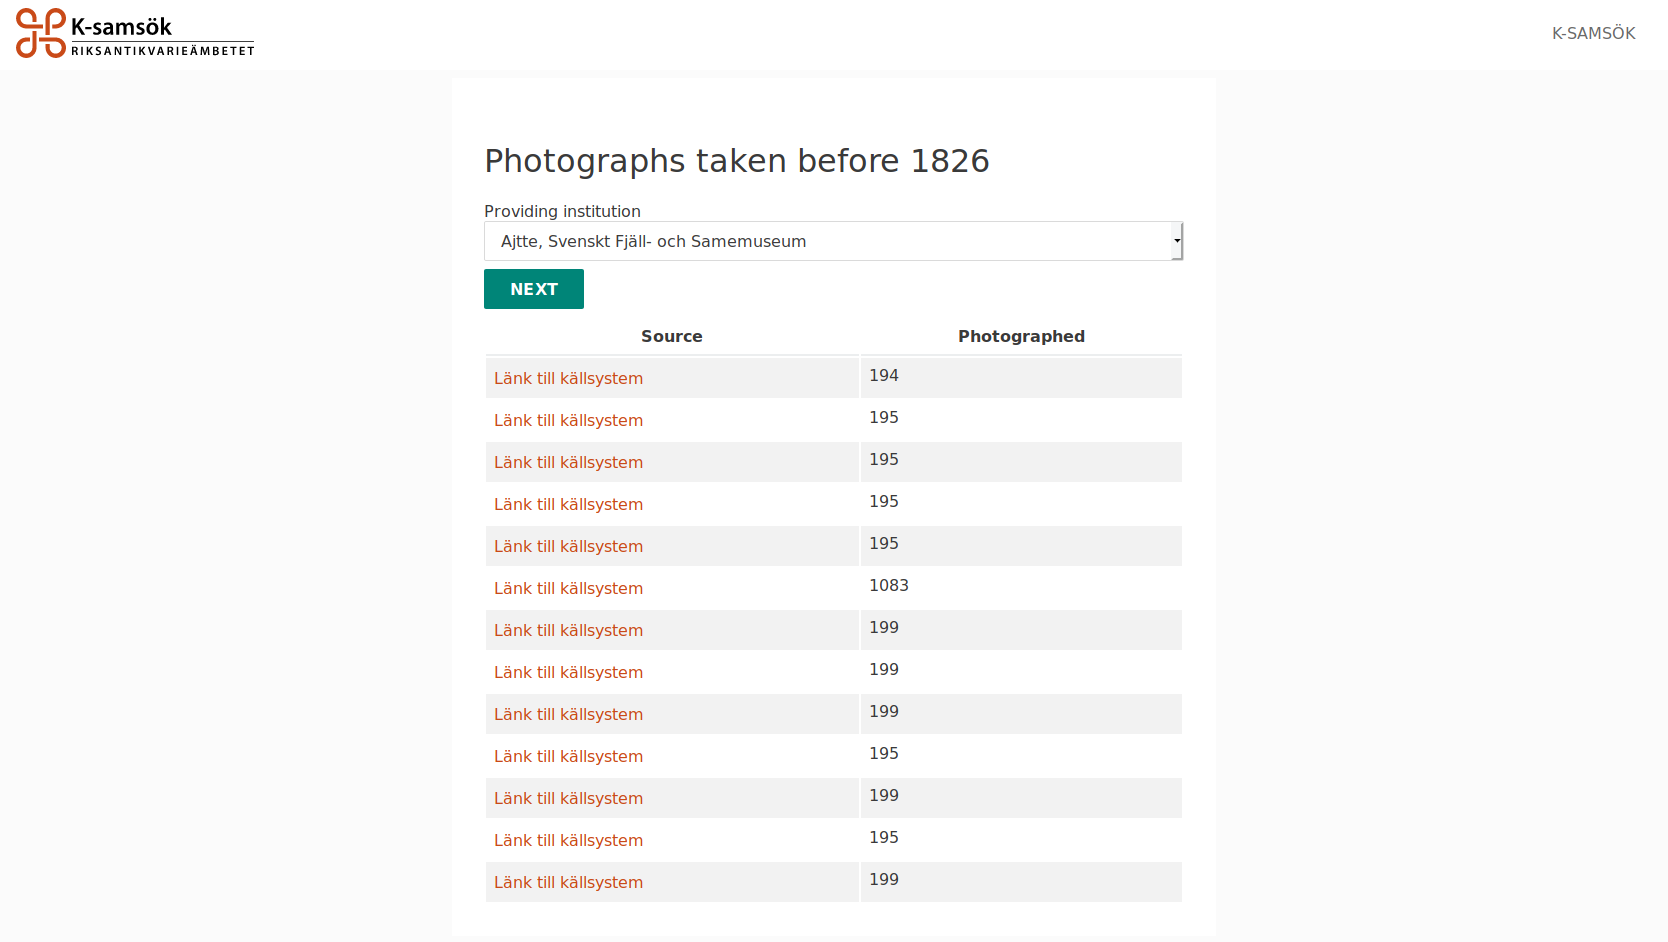 K-samsök
RIKSANTIKVARIEÄMBETET
K-SAMSÖK
Photographs taken before 1826
Providing institution
Ajtte, Svenskt Fjäll- och Samemuseum
NEXT
Source Photographed
Länk till källsystem 194
Länk till källsystem 195
Länk till källsystem 195
Länk till källsystem 195
Länk till källsystem 195
Länk till källsystem 1083
Länk till källsystem 199
Länk till källsystem 199
Länk till källsystem 199
Länk till källsystem 195
Länk till källsystem 199
Länk till källsystem 195
Länk till källsystem 199